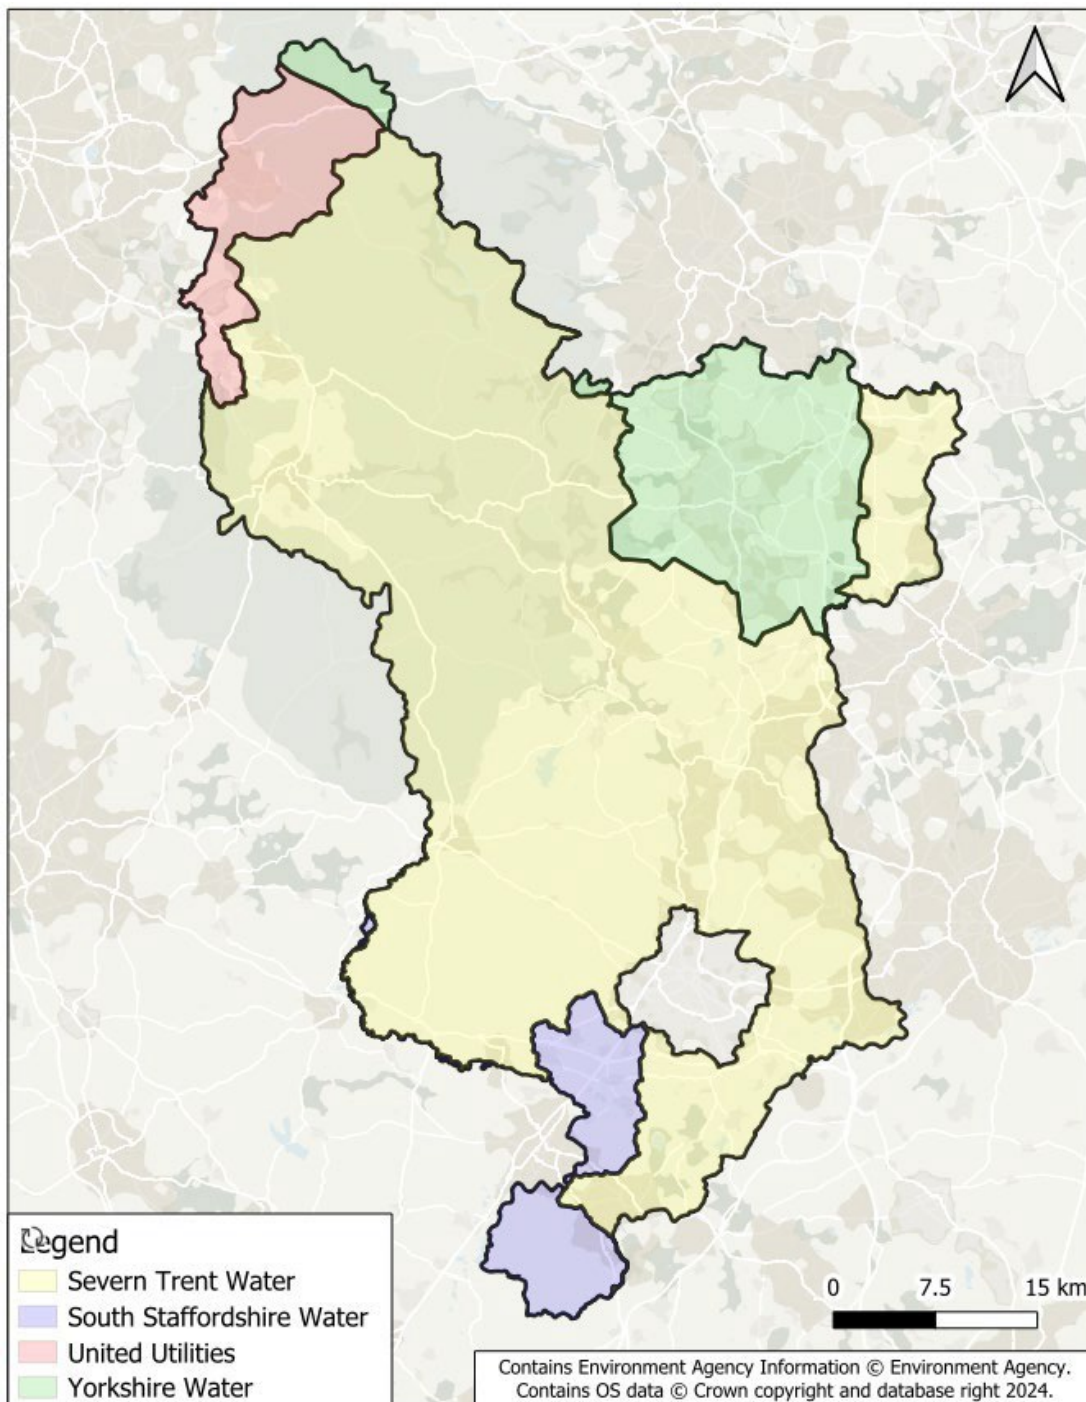 Legend
Severn Trent Water
South Staffordshire Water
United Utilities
Yorkshire Water
0 7.5 15 km
Contains Environment Agency Information © Environment Agency.
Contains OS data © Crown copyright and database right 2024.